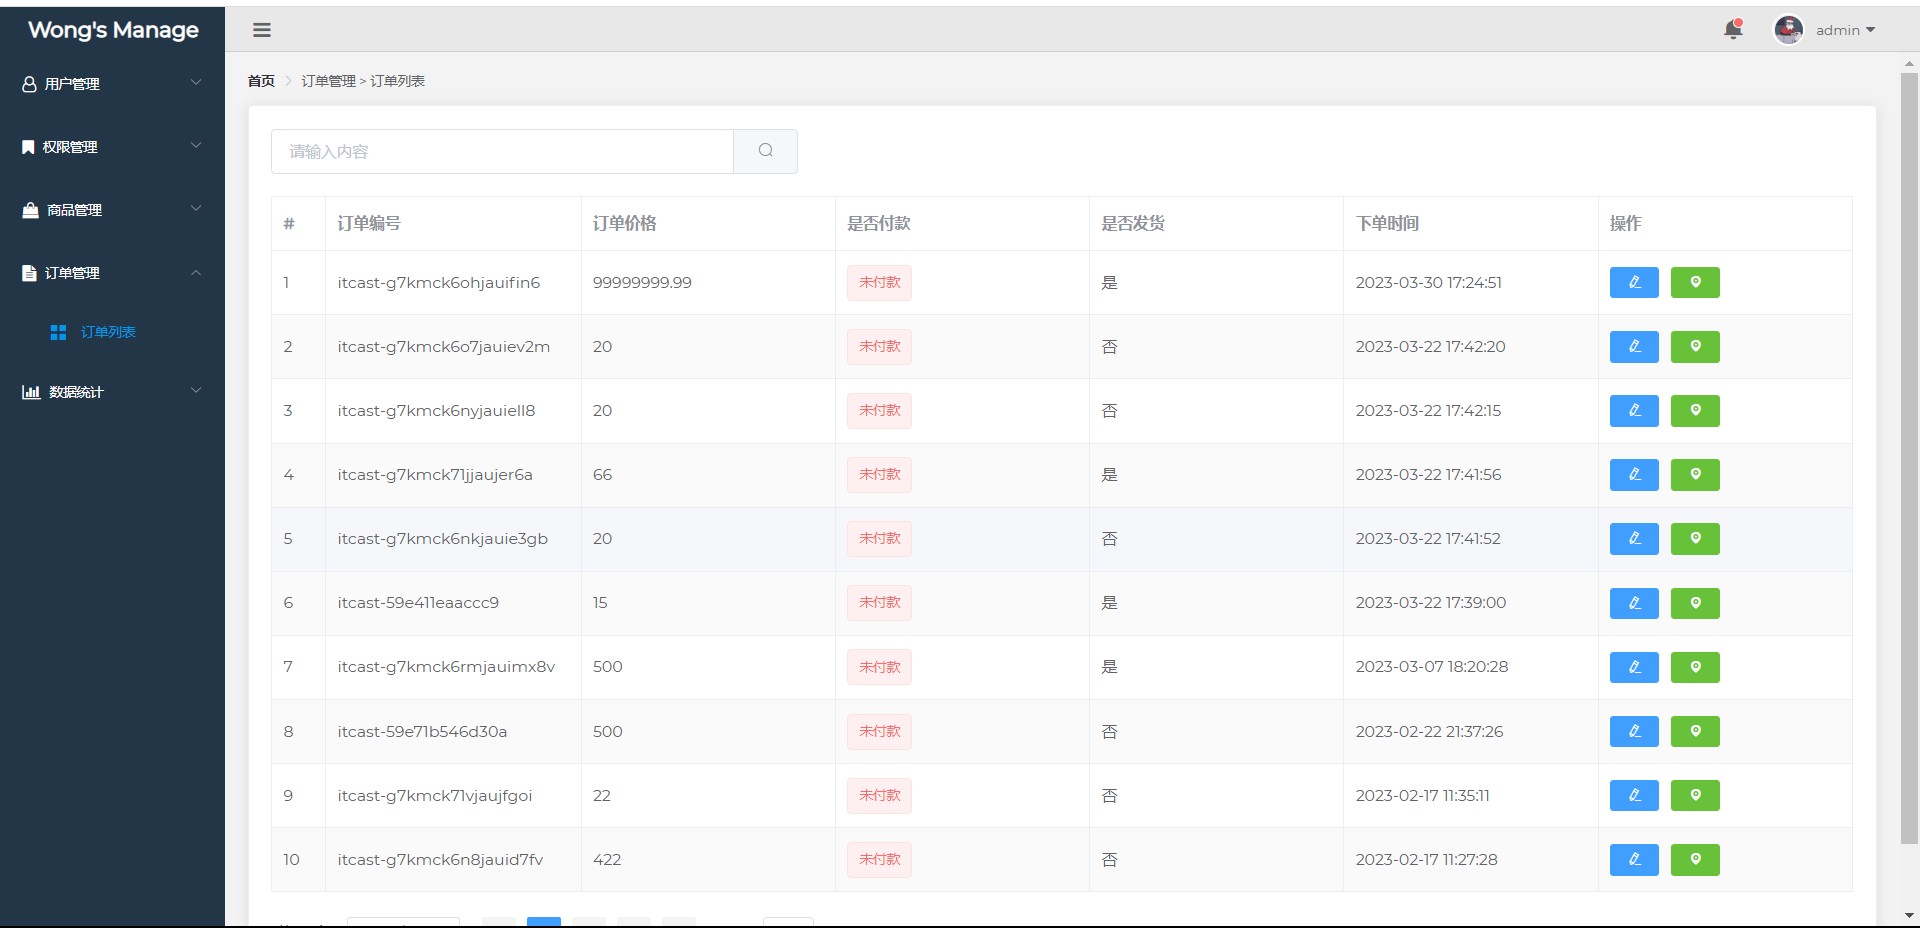 Wong's Manage
admin
用户管理
权限管理
商品管理
订单管理
订单列表
数据统计
首页 订单管理 > 订单列表
请输入内容
# 订单编号 订单价格 是否付款 是否发货 下单时间 操作
1 itcast-g7kmck6ohjauifin6 99999999.99 未付款 是 2023-03-30 17:24:51
2 itcast-g7kmck6o7jauiev2m 20 未付款 否 2023-03-22 17:42:20
3 itcast-g7kmck6nyjauiell8 20 未付款 否 2023-03-22 17:42:15
4 itcast-g7kmck71jjaujer6a 66 未付款 是 2023-03-22 17:41:56
5 itcast-g7kmck6nkjauie3gb 20 未付款 否 2023-03-22 17:41:52
6 itcast-59e411eaaccc9 15 未付款 是 2023-03-22 17:39:00
7 itcast-g7kmck6rmjauimx8v 500 未付款 是 2023-03-07 18:20:28
8 itcast-59e71b546d30a 500 未付款 否 2023-02-22 21:37:26
9 itcast-g7kmck71vjaujfgoi 22 未付款 否 2023-02-17 11:35:11
10 itcast-g7kmck6n8jauid7fv 422 未付款 否 2023-02-17 11:27:28